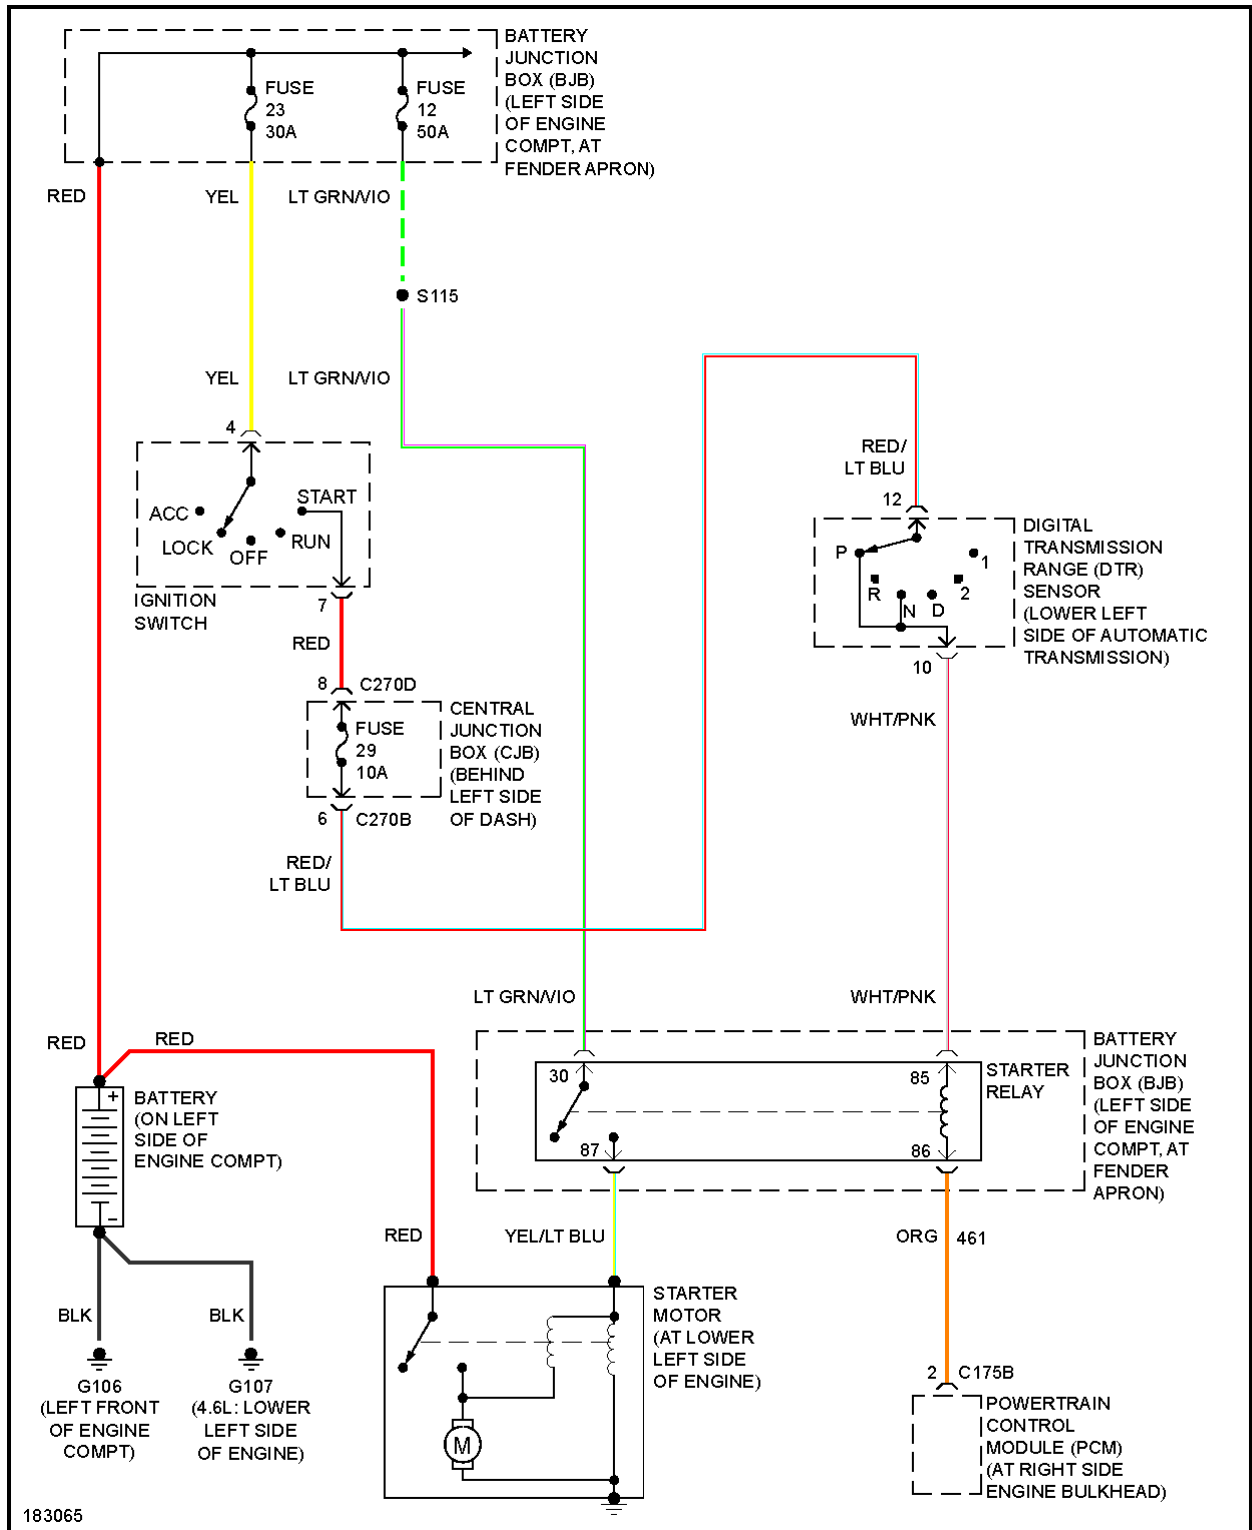 BATTERY
JUNCTION
BOX (BJB)
(LEFT SIDE
OF ENGINE
COMPT, AT
FENDER APRON)
FUSE
23
30A
FUSE
12
50A
RED
YEL
LT GRN/VIO
S115
YEL
LT GRN/VIO
4
ACC
LOCK
OFF
RUN
START
IGNITION
SWITCH
7
RED
8
C270D
FUSE
29
10A
CENTRAL
JUNCTION
BOX (CJB)
(BEHIND
LEFT SIDE
OF DASH)
6
C270B
RED/
LT BLU
RED/
LT BLU
12
P
R
N
D
2
1
DIGITAL
TRANSMISSION
RANGE (DTR)
SENSOR
(LOWER LEFT
SIDE OF AUTOMATIC
TRANSMISSION)
10
WHT/PNK
LT GRN/VIO
WHT/PNK
RED
RED
BATTERY
(ON LEFT
SIDE OF
ENGINE COMPT)
+
−
30
87
85
86
STARTER
RELAY
BATTERY
JUNCTION
BOX (BJB)
(LEFT SIDE
OF ENGINE
COMPT, AT
FENDER
APRON)
RED
YEL/LT BLU
ORG
461
BLK
BLK
G106
(LEFT FRONT
OF ENGINE
COMPT)
G107
(4.6L: LOWER
LEFT SIDE
OF ENGINE)
M
STARTER
MOTOR
(AT LOWER
LEFT SIDE
OF ENGINE)
2
C175B
POWERTRAIN
CONTROL
MODULE (PCM)
(AT RIGHT SIDE
ENGINE BULKHEAD)
183065